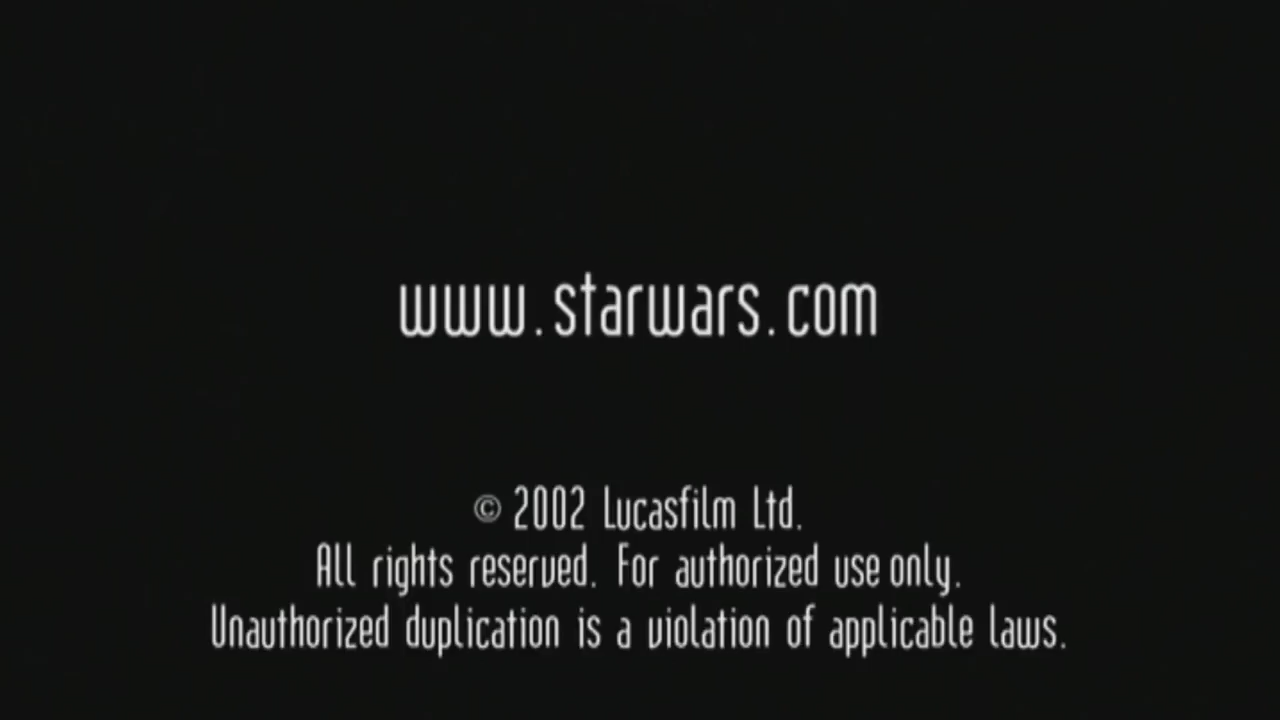 www.starwars.com
© 2002 Lucasfilm Ltd.
All rights reserved. For authorized use only.
Unauthorized duplication is a violation of applicable laws.